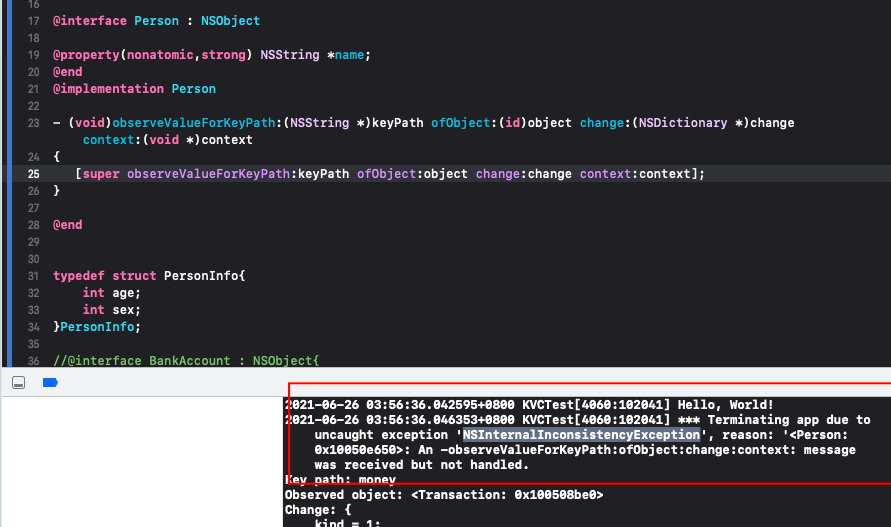 16
17 @interface Person : NSObject
18
19 @property(nonatomic,strong) NSString *name;
20 @end
21 @implementation Person
22
23 - (void)observeValueForKeyPath:(NSString *)keyPath ofObject:(id)object change:(NSDictionary *)change
context:(void *)context
24 {
25 [super observeValueForKeyPath:keyPath ofObject:object change:change context:context];
26 }
27
28 @end
29
30
31 typedef struct PersonInfo{
32 int age;
33 int sex;
34 }PersonInfo;
35
36 //@interface BankAccount : NSObject{
2021-06-26 03:56:36.042595+0800 KVCTest[4060:102041] Hello, World!
2021-06-26 03:56:36.046353+0800 KVCTest[4060:102041] *** Terminating app due to
uncaught exception 'NSInternalInconsistencyException', reason: '<Person:
0x10050e650>: An -observeValueForKeyPath:ofObject:change:context: message
was received but not handled.
Key path: money
Observed object: <Transaction: 0x100508be0>
Change: {
kind = 1;